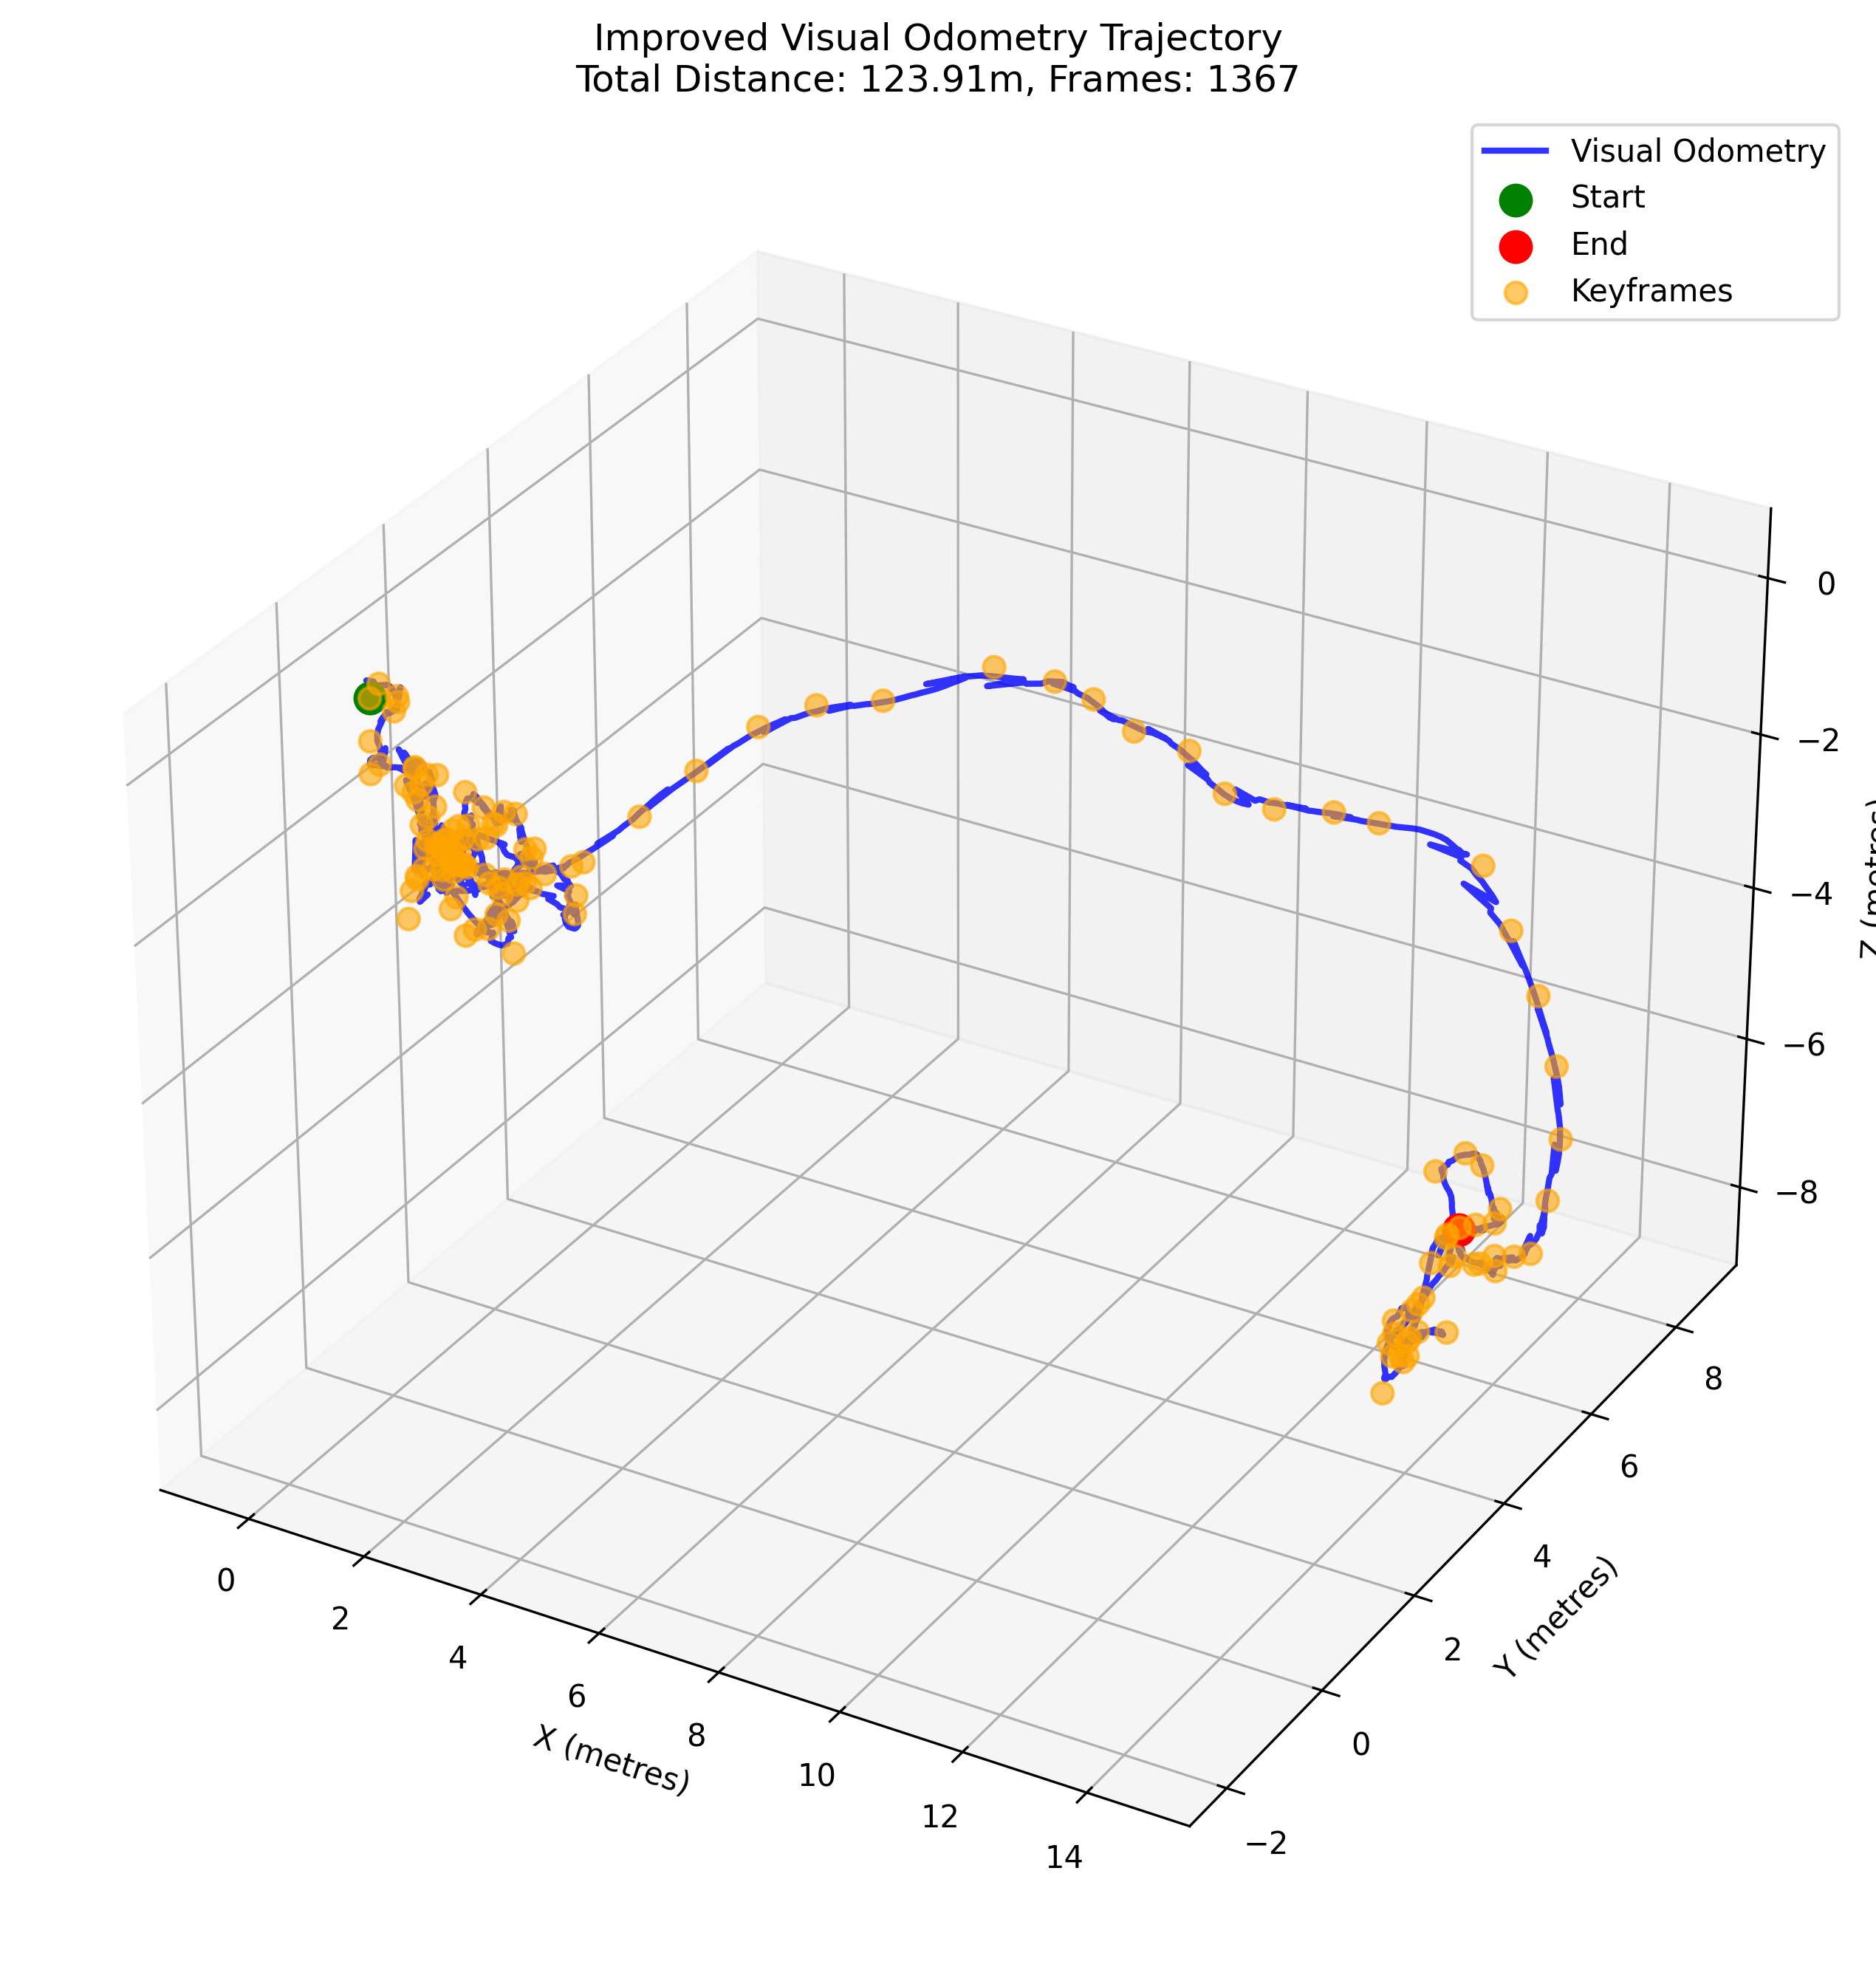 Improved Visual Odometry Trajectory
Total Distance: 123.91m, Frames: 1367
Visual Odometry
Start
End
Keyframes
0
−2
−4
−6
−8
Z (metres)
8
6
4
2
0
−2
Y (metres)
0
2
4
6
8
10
12
14
X (metres)